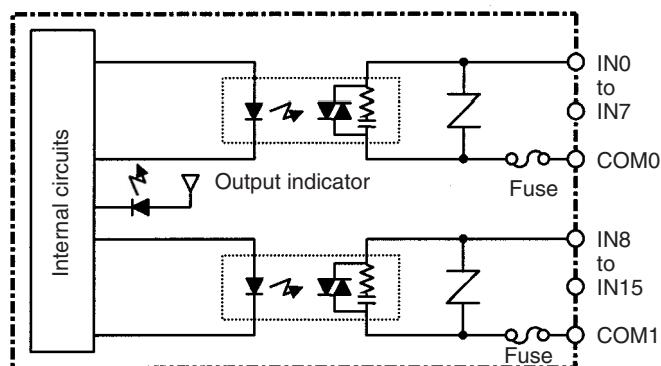 Internal circuits
IN0
to
IN7
COM0
Fuse
Output indicator
IN8
to
IN15
COM1
Fuse